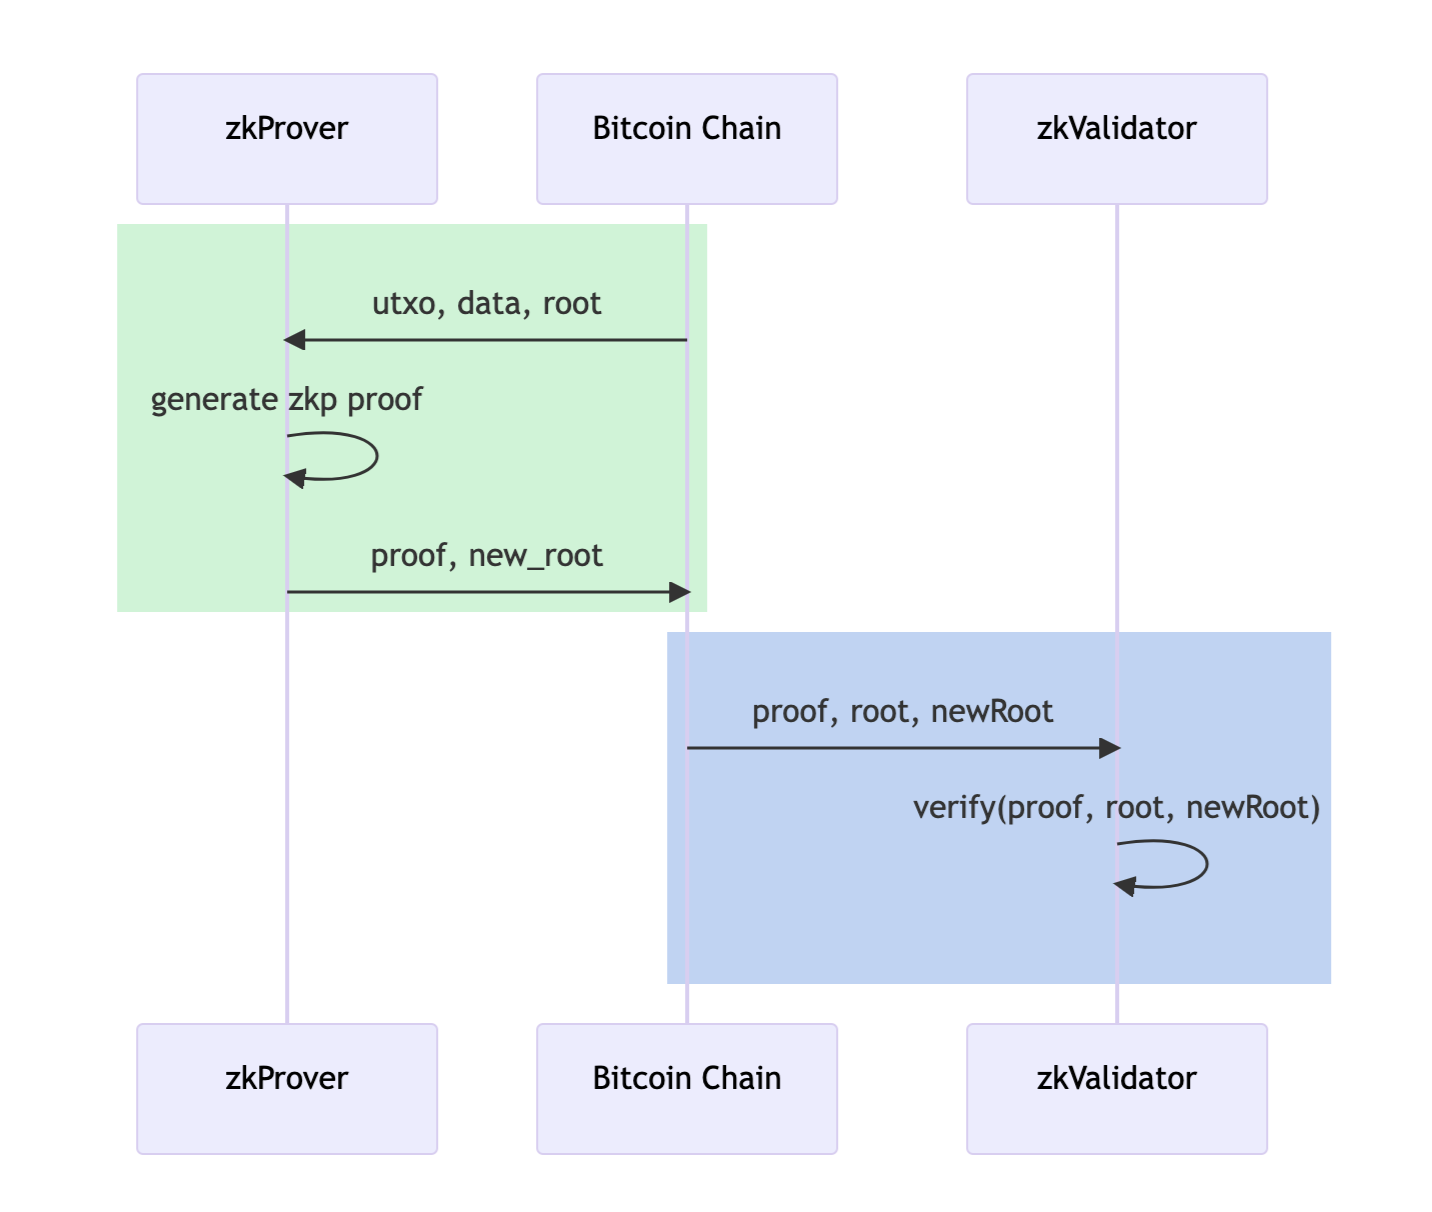 zkProver
Bitcoin Chain
zkValidator
utxo, data, root
generate zkp proof
proof, new_root
proof, root, newRoot
verify(proof, root, newRoot)
zkProver
Bitcoin Chain
zkValidator